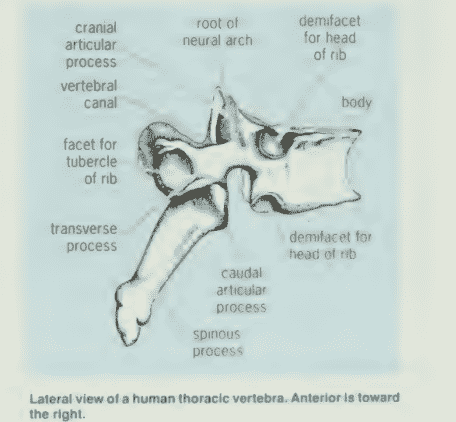 cranial
articular
process
root of
neural arch
demifacet
for head
of rib
vertebral
canal
body
facet for
tubercle
of rib
transverse
process
demifacet for
head of rib
caudal
articular
process
spinous
process
Lateral view of a human thoracic vertebra. Anterior is toward
the right.